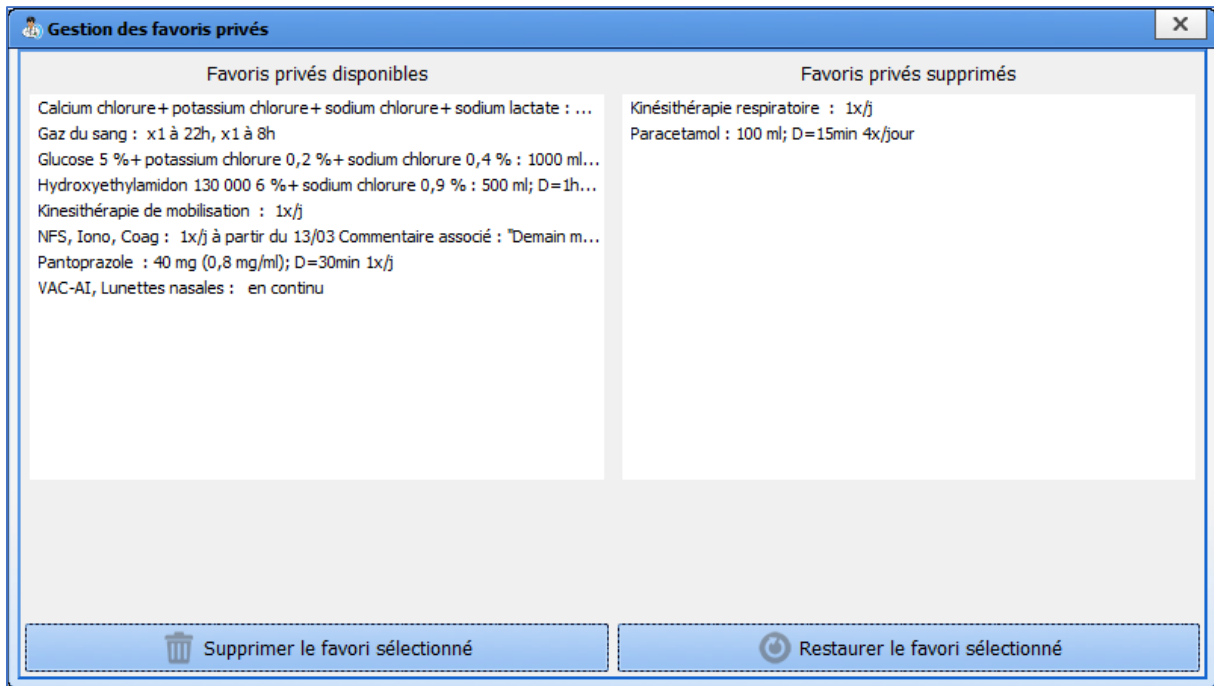 Gestion des favoris privés
Favoris privés disponibles
Calcium chlorure+ potassium chlorure+ sodium chlorure+ sodium lactate : ...
Gaz du sang : x1 à 22h, x1 à 8h
Glucose 5 %+ potassium chlorure 0,2 %+ sodium chlorure 0,4 % : 1000 ml...
Hydroxyethylamidon 130 000 6 %+ sodium chlorure 0,9 % : 500 ml; D=1h...
Kinesithérapie de mobilisation : 1x/j
NFS, Iono, Coag : 1x/j à partir du 13/03 Commentaire associé : "Demain m...
Pantoprazole : 40 mg (0,8 mg/ml); D=30min 1x/j
VAC-AI, Lunettes nasales : en continu
Favoris privés supprimés
Kinésithérapie respiratoire : 1x/j
Paracetamol : 100 ml; D=15min 4x/jour
Supprimer le favori sélectionné
Restaurer le favori sélectionné